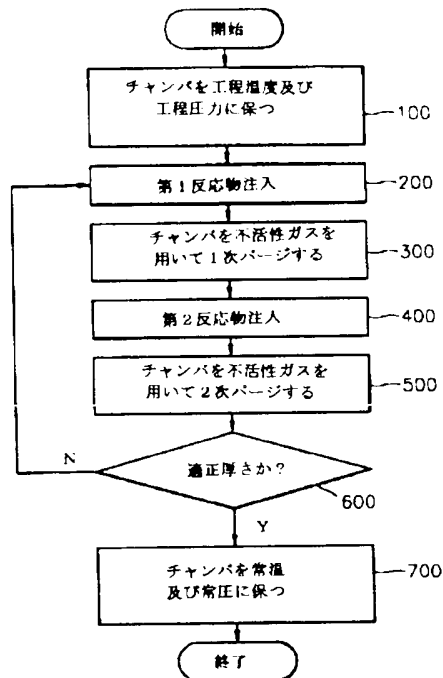 開始
チャンバを工程温度及び
工程圧力に保つ
100
第1反応物注入
200
チャンバを不活性ガスを
用いて1次パージする
300
第2反応物注入
400
チャンバを不活性ガスを
用いて2次パージする
500
適正厚さか?
N
600
Y
チャンバを常温
及び常圧に保つ
700
終了